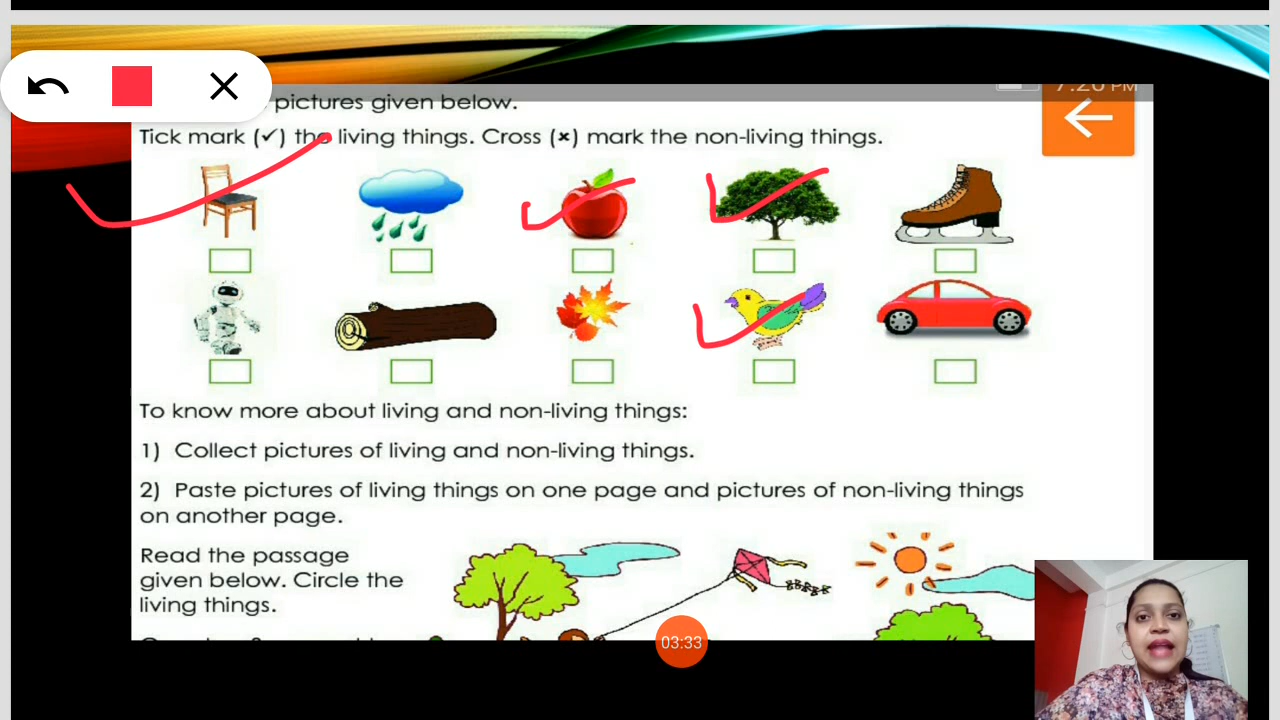 pictures given below.
7:20 PM
Tick mark (✓) the living things. Cross (×) mark the non-living things.
To know more about living and non-living things:
1) Collect pictures of living and non-living things.
2) Paste pictures of living things on one page and pictures of non-living things
on another page.
Read the passage
given below. Circle the
living things.
03:33